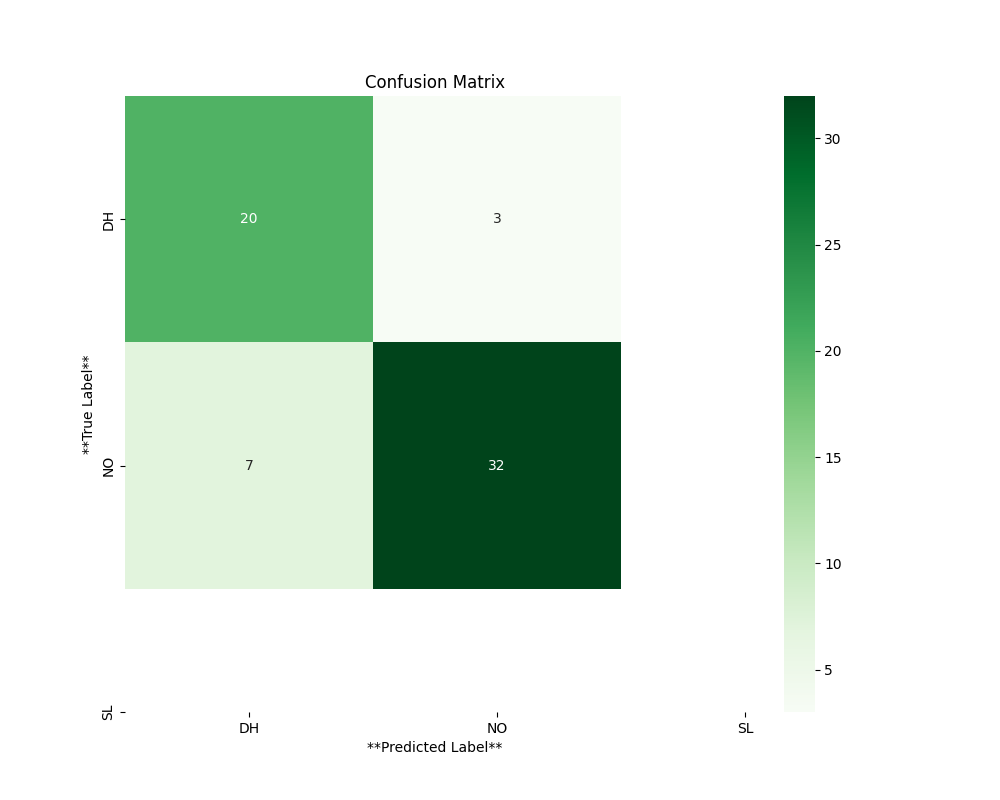 Confusion Matrix
**True Label**
DH
20
3
NO
7
32
SL
DH
NO
SL
**Predicted Label**
30
25
20
15
10
5